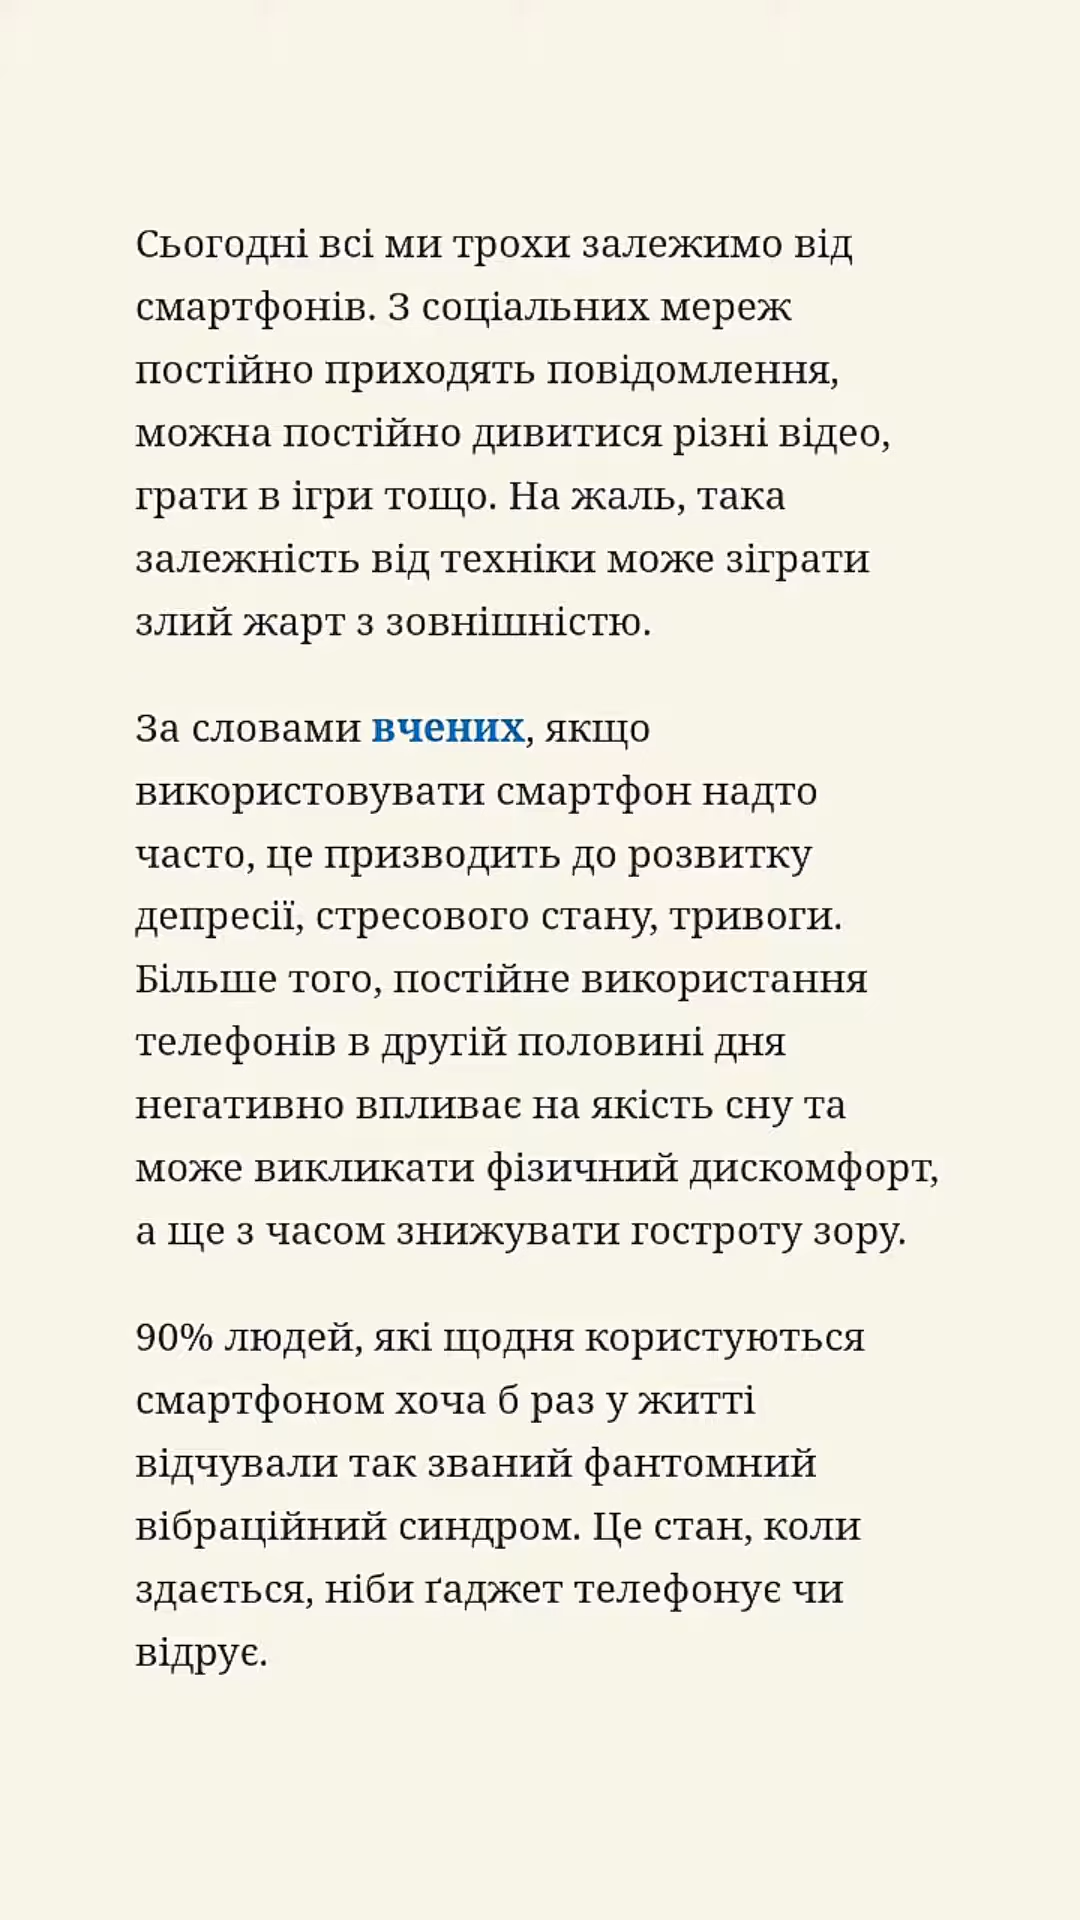 Сьогодні всі ми трохи залежимо від
смартфонів. З соціальних мереж
постійно приходять повідомлення,
можна постійно дивитися різні відео,
грати в ігри тощо. На жаль, така
залежність від техніки може зіграти
злий жарт з зовнішністю.
За словами вчених, якщо
використовувати смартфон надто
часто, це призводить до розвитку
депресії, стресового стану, тривоги.
Більше того, постійне використання
телефонів в другій половині дня
негативно впливає на якість сну та
може викликати фізичний дискомфорт,
а ще з часом знижувати гостроту зору.
90% людей, які щодня користуються
смартфоном хоча б раз у житті
відчували так званий фантомний
вібраційний синдром. Це стан, коли
здається, ніби ґаджет телефонує чи
відрує.